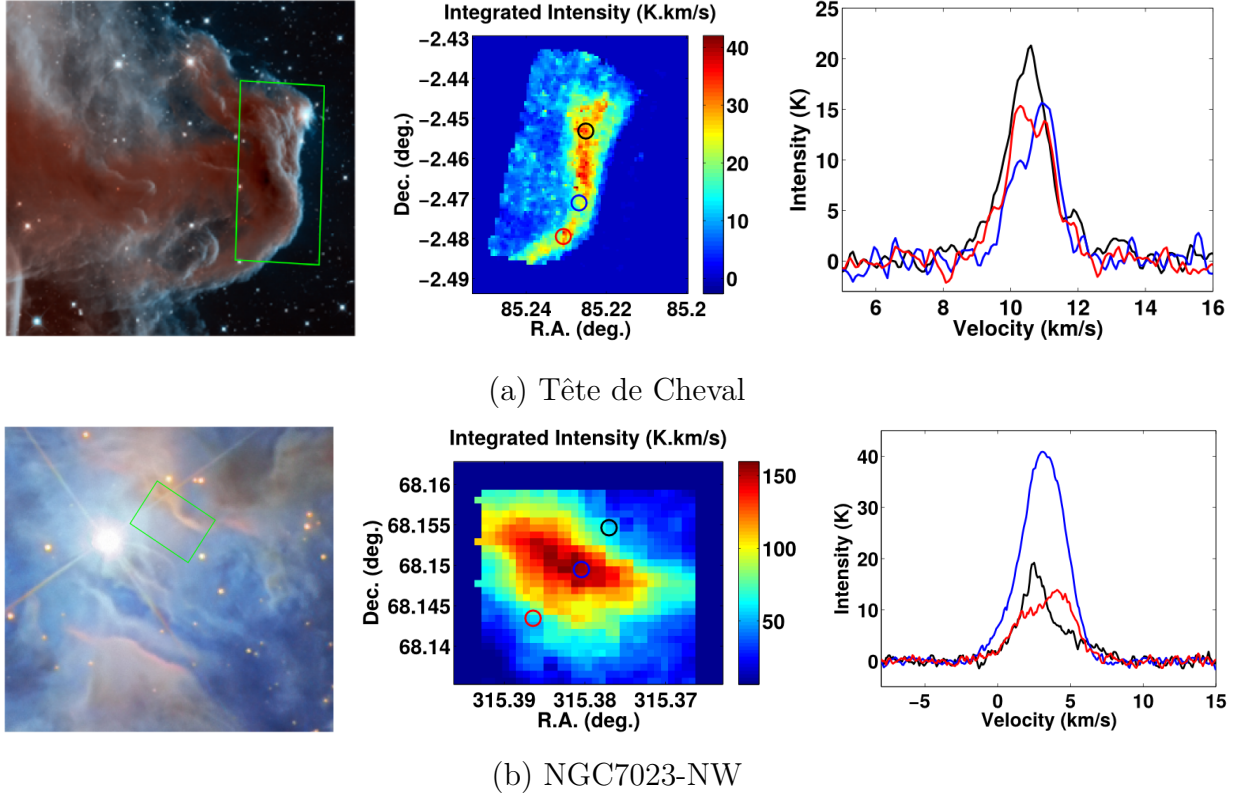 Integrated Intensity (K.km/s)
−2.43
−2.44
−2.45
−2.46
−2.47
−2.48
−2.49
Dec. (deg.)
85.24 85.22 85.2
R.A. (deg.)
40
30
20
10
0
25
20
15
10
5
0
Intensity (K)
6 8 10 12 14 16
Velocity (km/s)
(a) Tête de Cheval
Integrated Intensity (K.km/s)
68.16
68.155
68.15
68.145
68.14
Dec. (deg.)
315.39 315.38 315.37
R.A. (deg.)
150
100
50
40
30
20
10
0
Intensity (K)
−5 0 5 10 15
Velocity (km/s)
(b) NGC7023-NW